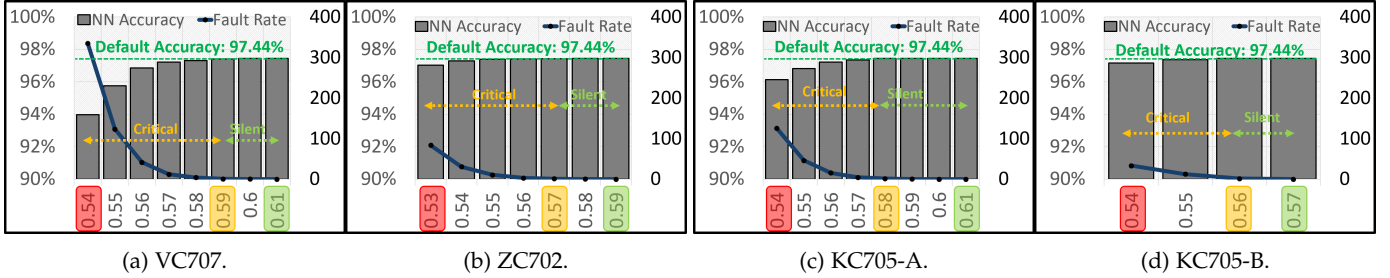 100% NN Accuracy Fault Rate 400
98% Default Accuracy: 97.44% 300
96% 200
94% Critical Silent 100
92%
90% 0
0.54 0.55 0.56 0.57 0.58 0.59 0.6 0.61
(a) VC707.
100% NN Accuracy Fault Rate 400
98% Default Accuracy: 97.44% 300
96% Critical Silent 200
94% 100
92%
90% 0
0.53 0.54 0.55 0.56 0.57 0.58 0.59
(b) ZC702.
100% NN Accuracy Fault Rate 400
98% Default Accuracy: 97.44% 300
96% Critical Silent 200
94% 100
92%
90% 0
0.54 0.55 0.56 0.57 0.58 0.59 0.6 0.61
(c) KC705-A.
100% NN Accuracy Fault Rate 400
98% Default Accuracy: 97.44% 300
96% 200
94% Critical Silent 100
92%
90% 0
0.54 0.55 0.56 0.57
(d) KC705-B.